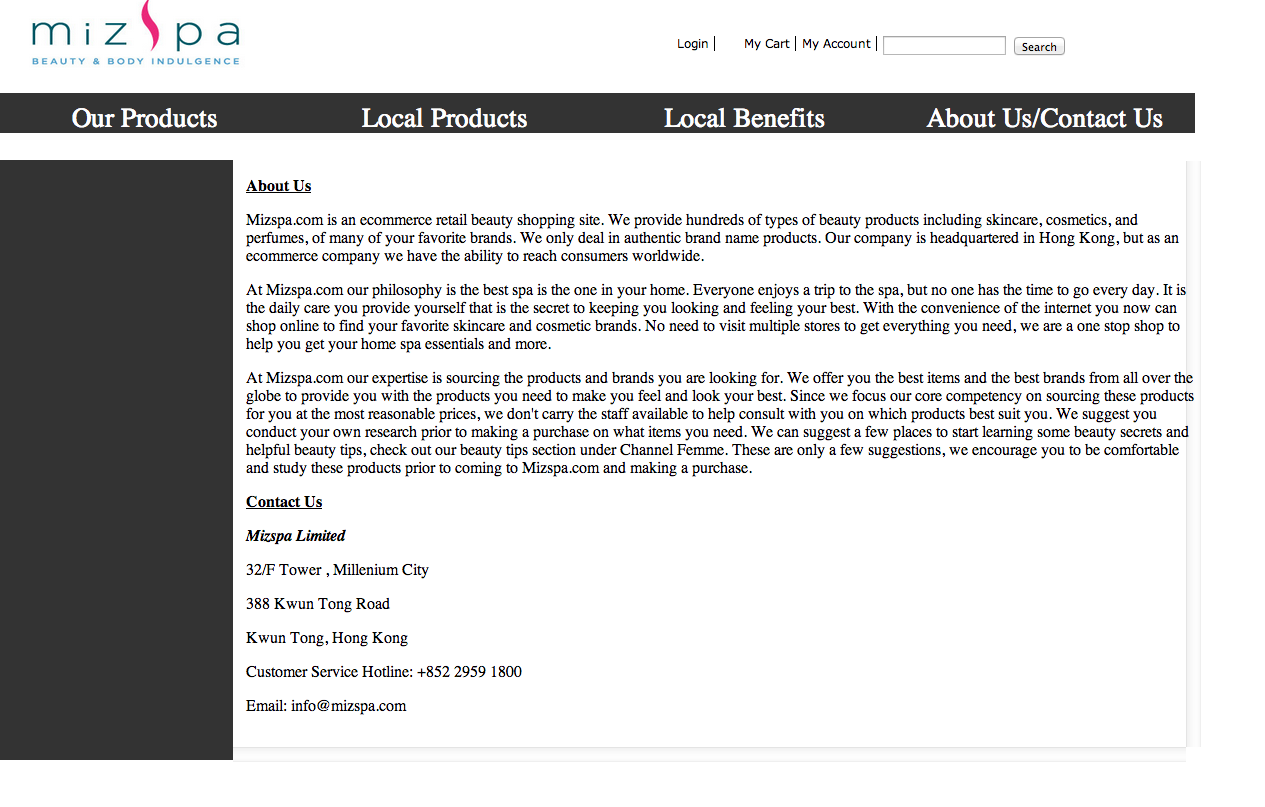 miz pa
BEAUTY & BODY INDULGENCE
Login | My Cart | My Account |
Search
Our Products Local Products Local Benefits About Us/Contact Us
About Us
Mizspa.com is an ecommerce retail beauty shopping site. We provide hundreds of types of beauty products including skincare, cosmetics, and
perfumes, of many of your favorite brands. We only deal in authentic brand name products. Our company is headquartered in Hong Kong, but as an
ecommerce company we have the ability to reach consumers worldwide.
At Mizspa.com our philosophy is the best spa is the one in your home. Everyone enjoys a trip to the spa, but no one has the time to go every day. It is
the daily care you provide yourself that is the secret to keeping you looking and feeling your best. With the convenience of the internet you now can
shop online to find your favorite skincare and cosmetic brands. No need to visit multiple stores to get everything you need, we are a one stop shop to
help you get your home spa essentials and more.
At Mizspa.com our expertise is sourcing the products and brands you are looking for. We offer you the best items and the best brands from all over the
globe to provide you with the products you need to make you feel and look your best. Since we focus our core competency on sourcing these products
for you at the most reasonable prices, we don't carry the staff available to help consult with you on which products best suit you. We suggest you
conduct your own research prior to making a purchase on what items you need. We can suggest a few places to start learning some beauty secrets and
helpful beauty tips, check out our beauty tips section under Channel Femme. These are only a few suggestions, we encourage you to be comfortable
and study these products prior to coming to Mizspa.com and making a purchase.
Contact Us
Mizspa Limited
32/F Tower , Millenium City
388 Kwun Tong Road
Kwun Tong, Hong Kong
Customer Service Hotline: +852 2959 1800
Email: info@mizspa.com